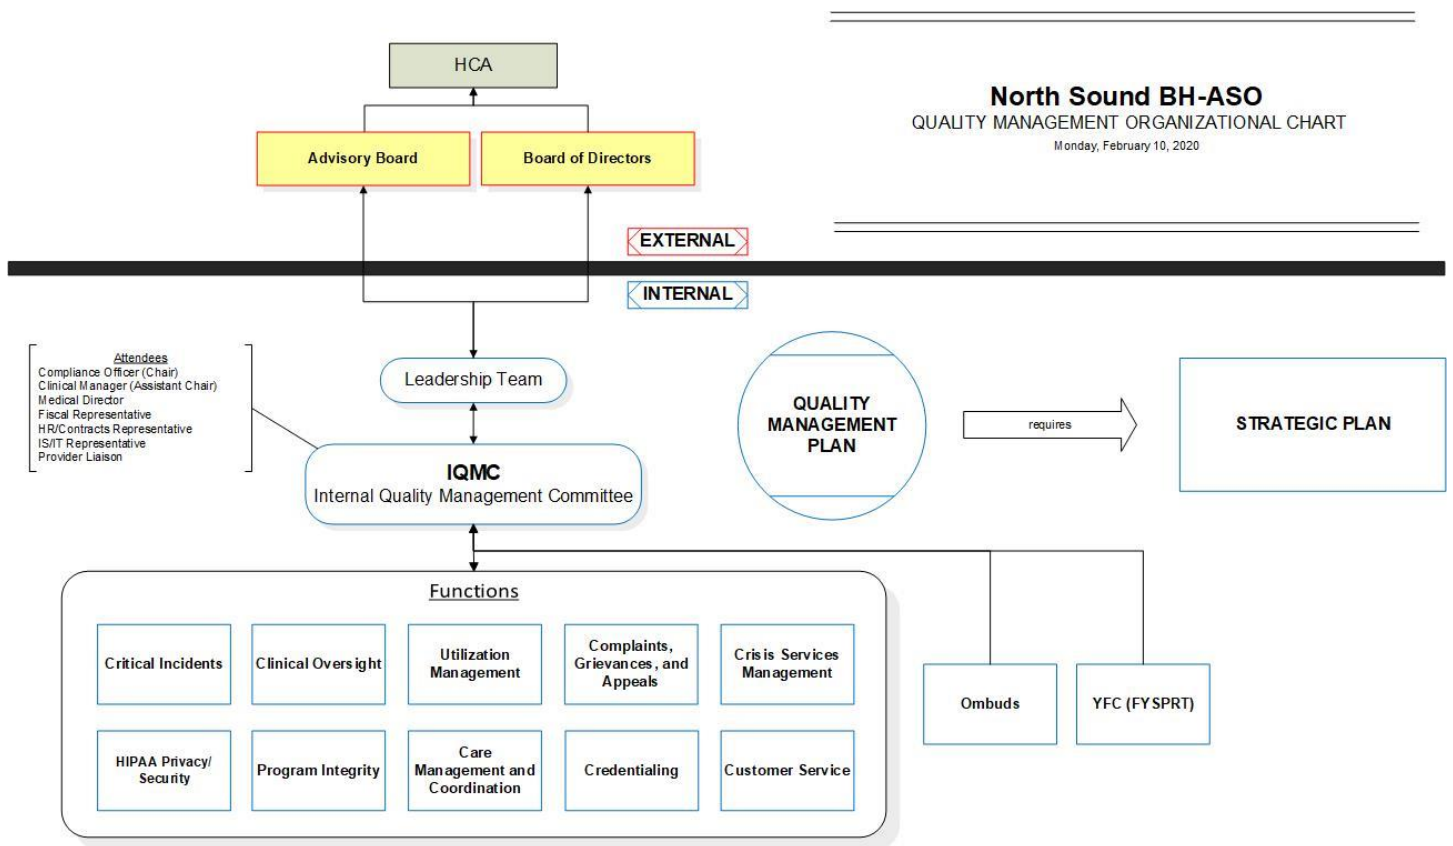 HCA
North Sound BH-ASO
QUALITY MANAGEMENT ORGANIZATIONAL CHART
Monday, February 10, 2020
Advisory Board
Board of Directors
EXTERNAL
INTERNAL
Attendees
Compliance Officer (Chair)
Clinical Manager (Assistant Chair)
Medical Director
Fiscal Representative
HR/Contracts Representative
IS/IT Representative
Provider Liaison
Leadership Team
IQMC
Internal Quality Management Committee
QUALITY
MANAGEMENT
PLAN
requires
STRATEGIC PLAN
Functions
Critical Incidents
Clinical Oversight
Utilization
Management
Complaints,
Grievances, and
Appeals
Crisis Services
Management
HIPAA Privacy/
Security
Program Integrity
Care
Management and
Coordination
Credentialing
Customer Service
Ombuds
YFC (FYSPRT)